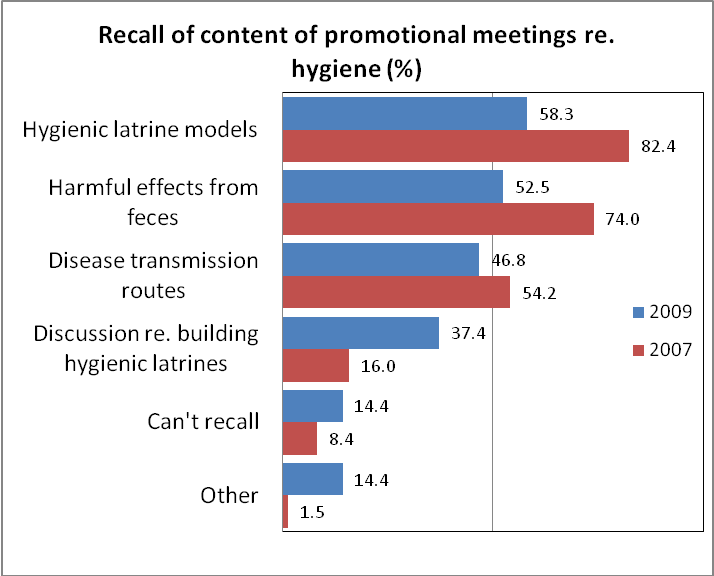 Recall of content of promotional meetings re.
hygiene (%)
Hygienic latrine models
58.3
82.4
Harmful effects from
feces
52.5
74.0
Disease transmission
routes
46.8
54.2
Discussion re. building
hygienic latrines
37.4
16.0
Can't recall
14.4
8.4
Other
14.4
1.5
2009
2007